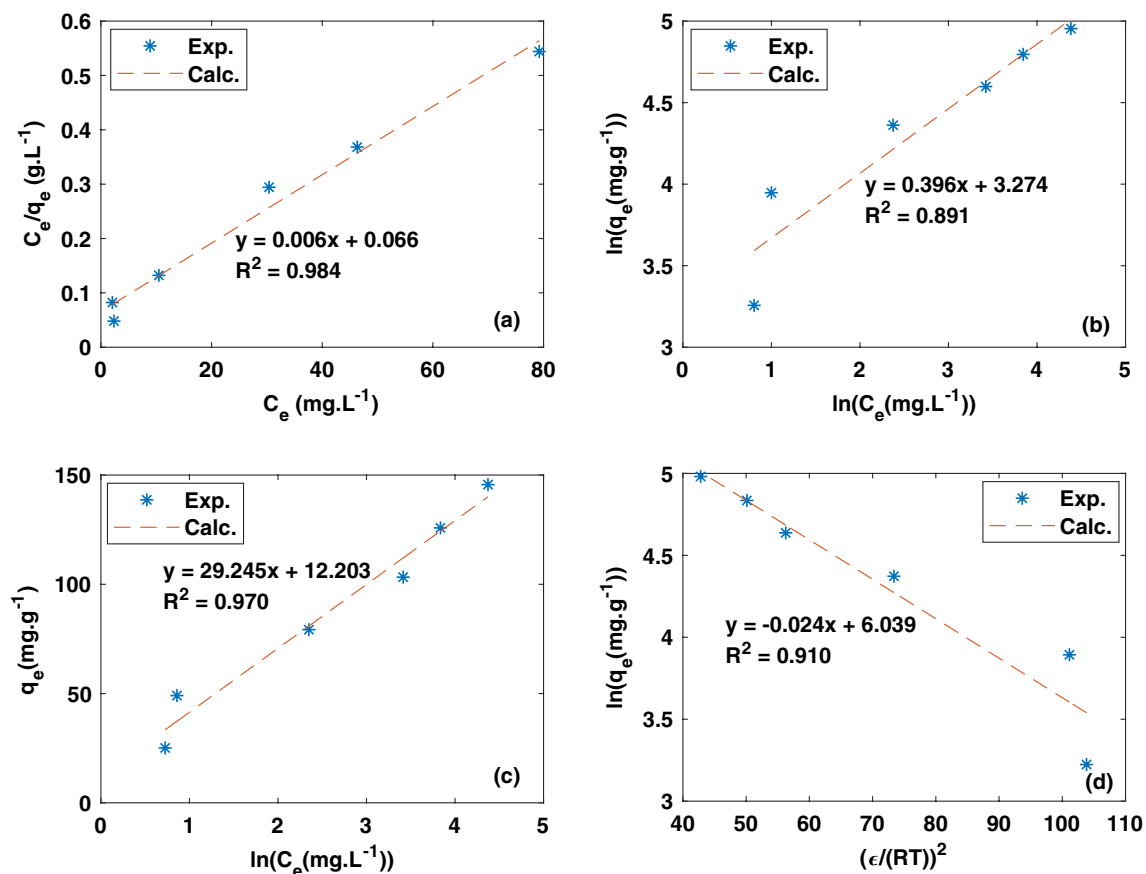 0.6
0.5
0.4
0.3
0.2
0.1
0
C_e/q_e (g.L^-1)
Exp.
Calc.
y = 0.006x + 0.066
R^2 = 0.984
(a)
0 20 40 60 80
C_e (mg.L^-1)
5
4.5
4
3.5
3
ln(q_e(mg.g^-1))
Exp.
Calc.
y = 0.396x + 3.274
R^2 = 0.891
(b)
0 1 2 3 4 5
ln(C_e(mg.L^-1))
150
100
50
0
q_e(mg.g^-1)
Exp.
Calc.
y = 29.245x + 12.203
R^2 = 0.970
(c)
0 1 2 3 4 5
ln(C_e(mg.L^-1))
5
4.5
4
3.5
3
ln(q_e(mg.g^-1))
Exp.
Calc.
y = -0.024x + 6.039
R^2 = 0.910
(d)
40 50 60 70 80 90 100 110
(ϵ/(RT))^2